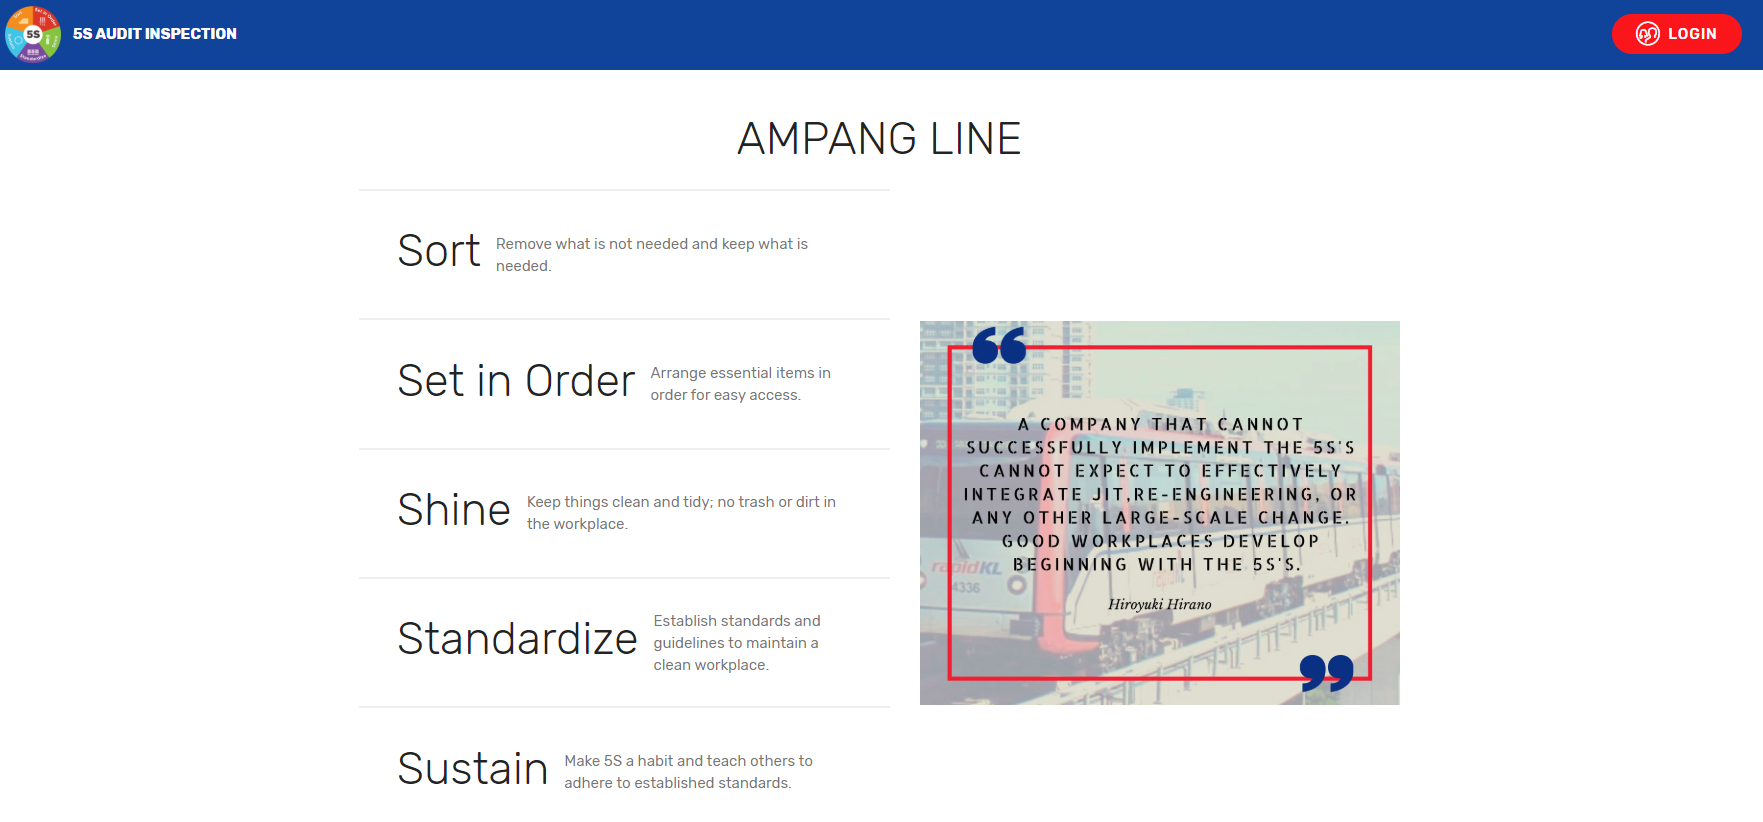 5S
5S AUDIT INSPECTION
LOGIN
AMPANG LINE
Sort
Remove what is not needed and keep what is
needed.
Set in Order
Arrange essential items in
order for easy access.
Shine
Keep things clean and tidy; no trash or dirt in
the workplace.
Standardize
Establish standards and
guidelines to maintain a
clean workplace.
Sustain
Make 5S a habit and teach others to
adhere to established standards.
“
A COMPANY THAT CANNOT
SUCCESSFULLY IMPLEMENT THE 5S'S
CANNOT EXPECT TO EFFECTIVELY
INTEGRATE JIT,RE-ENGINEERING, OR
ANY OTHER LARGE-SCALE CHANGE.
GOOD WORKPLACES DEVELOP
BEGINNING WITH THE 5S'S.
rapidKL
4336
Hiroyuki Hirano
”